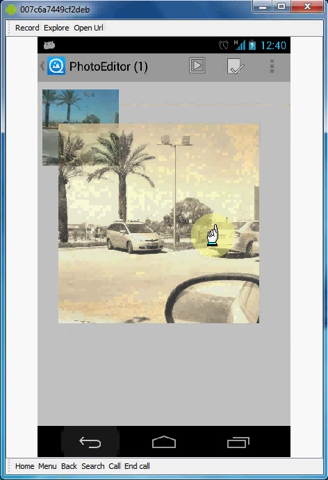 007c6a7449cf2deb
Record Explore Open Url
12:40
PhotoEditor (1)
Home Menu Back Search Call End call